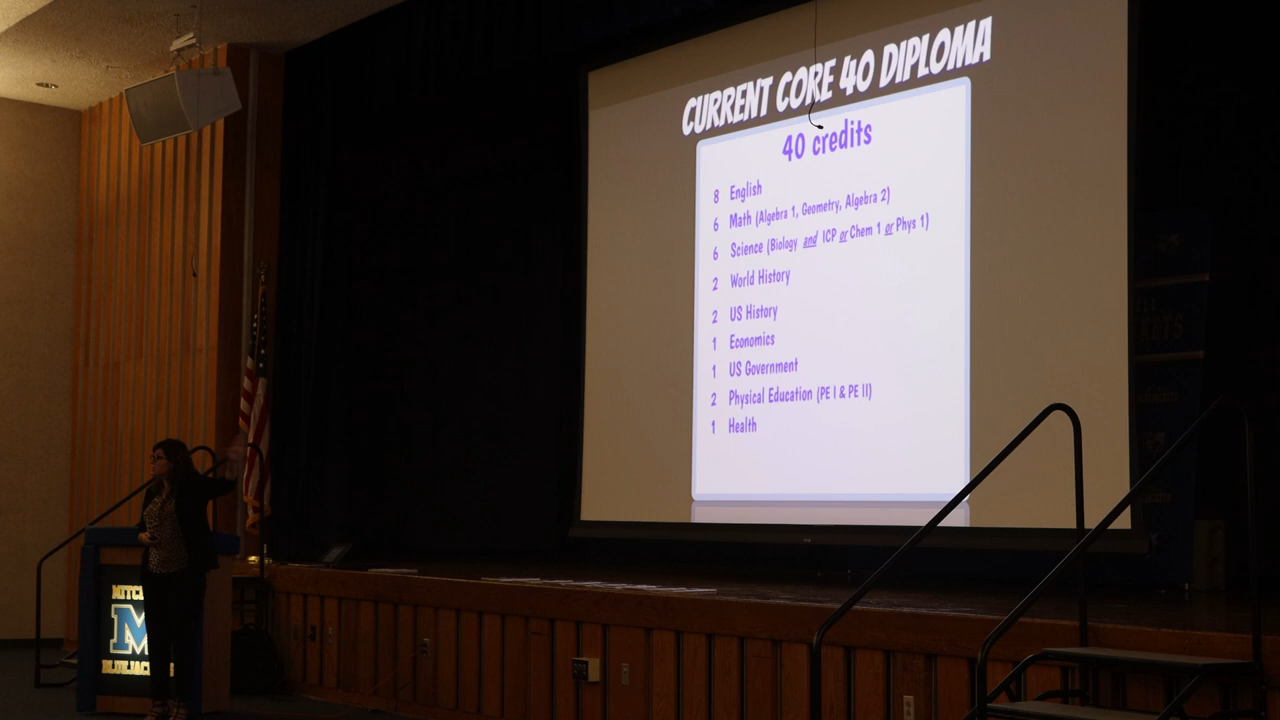 CURRENT CORE 40 DIPLOMA
40 credits
8 English
6 Math (Algebra 1, Geometry, Algebra 2)
6 Science (Biology and ICP or Chem 1 or Phys 1)
2 World History
2 US History
1 Economics
1 US Government
2 Physical Education (PE I & PE II)
1 Health
M